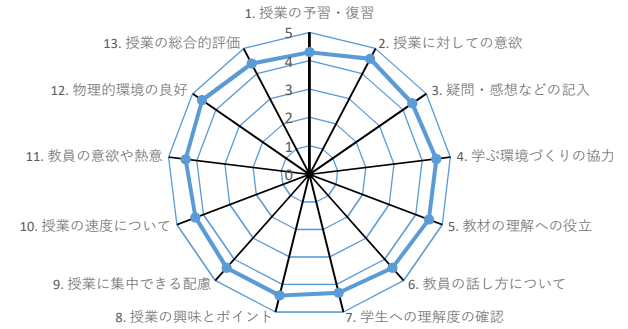 1. 授業の予習・復習
2. 授業に対しての意欲
3. 疑問・感想などの記入
4. 学ぶ環境づくりの協力
5. 教材の理解への役立
6. 教員の話し方について
7. 学生への理解度の確認
8. 授業の興味とポイント
9. 授業に集中できる配慮
10. 授業の速度について
11. 教員の意欲や熱意
12. 物理的環境の良好
13. 授業の総合的評価
5
4
3
2
1
0